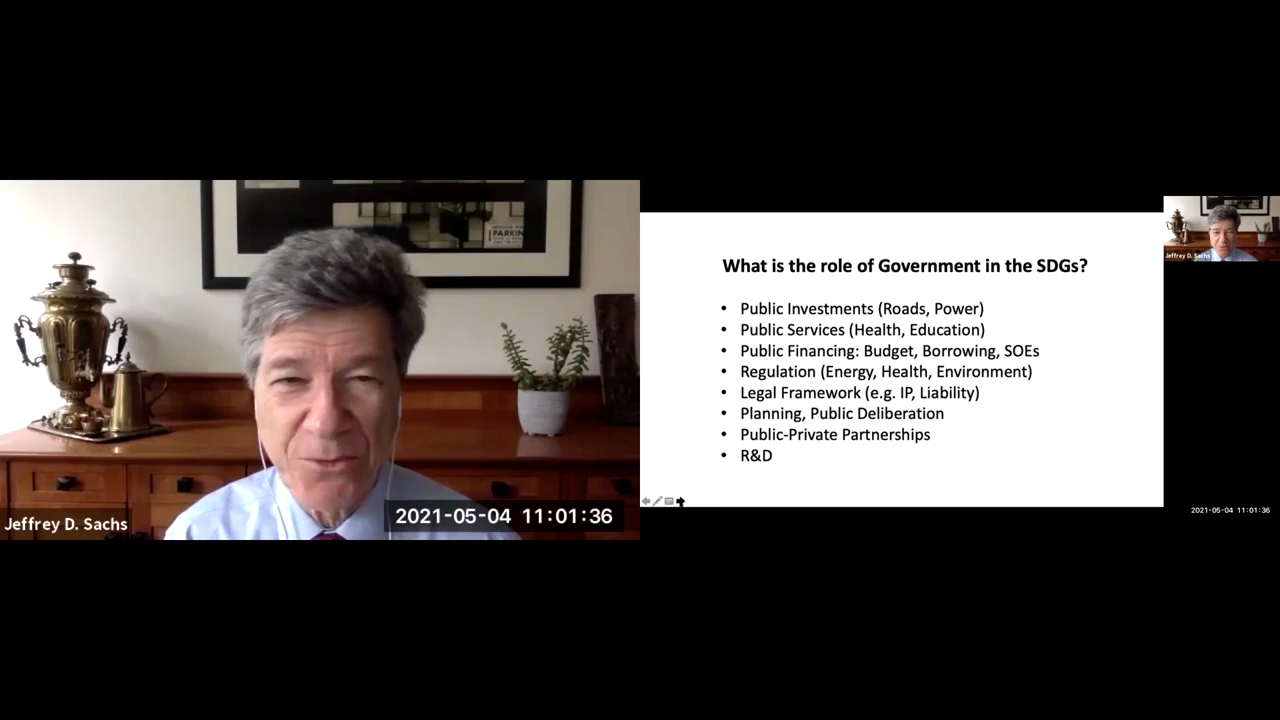 PARKIN
Jeffrey D. Sachs
2021-05-04 11:01:36
What is the role of Government in the SDGs?
• Public Investments (Roads, Power)
• Public Services (Health, Education)
• Public Financing: Budget, Borrowing, SOEs
• Regulation (Energy, Health, Environment)
• Legal Framework (e.g. IP, Liability)
• Planning, Public Deliberation
• Public-Private Partnerships
• R&D
Jeffrey D. Sachs
2021-05-04 11:01:36